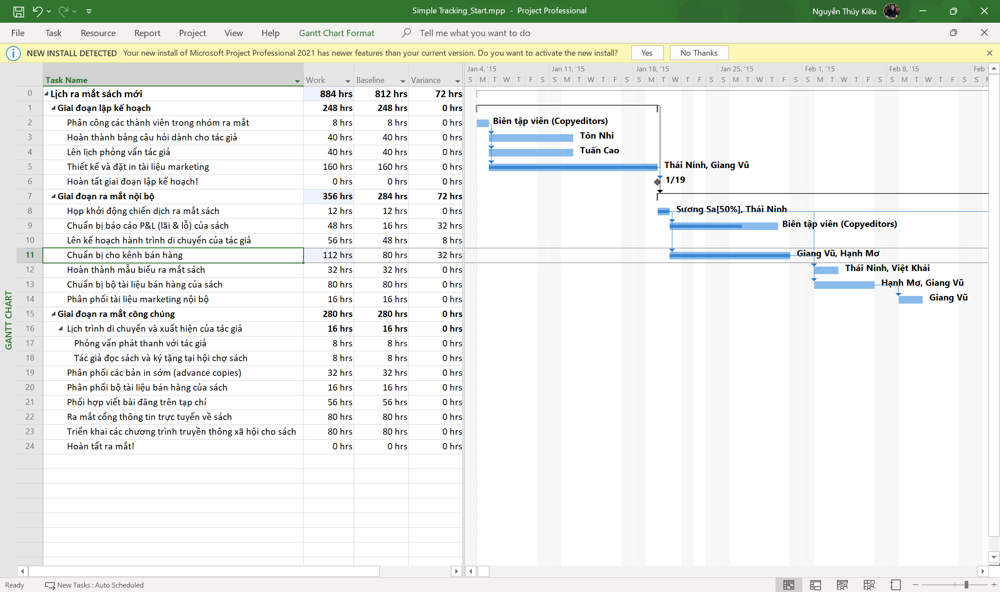 Simple Tracking_Start.mpp - Project Professional
Nguyễn Thúy Kiều
File Task Resource Report Project View Help Gantt Chart Format Tell me what you want to do
NEW INSTALL DETECTED Your new install of Microsoft Project Professional 2021 has newer features than your current version. Do you want to activate the new install? Yes No Thanks
Jan 4, '15 Jan 11, '15 Jan 18, '15 Jan 25, '15 Feb 1, '15 Feb 8, '15 Feb
Task Name Work Baseline Variance S M T W T F S S M T W T F S S M T W T F S S M T W T F S S M T W T F S S M T W T F S S
0 Lịch ra mắt sách mới 884 hrs 812 hrs 72 hrs
1 Giai đoạn lập kế hoạch 248 hrs 248 hrs 0 hrs
2 Phân công các thành viên trong nhóm ra mắt 8 hrs 8 hrs 0 hrs Biên tập viên (Copyeditors)
3 Hoàn thành bảng câu hỏi dành cho tác giả 40 hrs 40 hrs 0 hrs Tôn Nhi
4 Lên lịch phỏng vấn tác giả 40 hrs 40 hrs 0 hrs Tuấn Cao
5 Thiết kế và đặt in tài liệu marketing 160 hrs 160 hrs 0 hrs Thái Ninh, Giang Vũ
6 Hoàn tất giai đoạn lập kế hoạch! 0 hrs 0 hrs 0 hrs 1/19
7 Giai đoạn ra mắt nội bộ 356 hrs 284 hrs 72 hrs
8 Họp khởi động chiến dịch ra mắt sách 12 hrs 12 hrs 0 hrs Sương Sa[50%], Thái Ninh
9 Chuẩn bị báo cáo P&L (lãi & lỗ) của sách 48 hrs 16 hrs 32 hrs Biên tập viên (Copyeditors)
10 Lên kế hoạch hành trình di chuyển của tác giả 56 hrs 48 hrs 8 hrs
11 Chuẩn bị cho kênh bán hàng 112 hrs 80 hrs 32 hrs Giang Vũ, Hạnh Mơ
12 Hoàn thành mẫu biểu ra mắt sách 32 hrs 32 hrs 0 hrs Thái Ninh, Việt Khải
13 Chuẩn bị bộ tài liệu bán hàng của sách 80 hrs 80 hrs 0 hrs Hạnh Mơ, Giang Vũ
14 Phân phối tài liệu marketing nội bộ 16 hrs 16 hrs 0 hrs Giang Vũ
15 Giai đoạn ra mắt công chúng 280 hrs 280 hrs 0 hrs
16 Lịch trình di chuyển và xuất hiện của tác giả 16 hrs 16 hrs 0 hrs
17 Phỏng vấn phát thanh với tác giả 8 hrs 8 hrs 0 hrs
18 Tác giả đọc sách và ký tặng tại hội chợ sách 8 hrs 8 hrs 0 hrs
19 Phân phối các bản in sớm (advance copies) 32 hrs 32 hrs 0 hrs
20 Phân phối bộ tài liệu bán hàng của sách 16 hrs 16 hrs 0 hrs
21 Phối hợp viết bài đăng trên tạp chí 56 hrs 56 hrs 0 hrs
22 Ra mắt cổng thông tin trực tuyến về sách 80 hrs 80 hrs 0 hrs
23 Triển khai các chương trình truyền thông xã hội cho sách 80 hrs 80 hrs 0 hrs
24 Hoàn tất ra mắt! 0 hrs 0 hrs 0 hrs
GANTT CHART
Ready New Tasks : Auto Scheduled